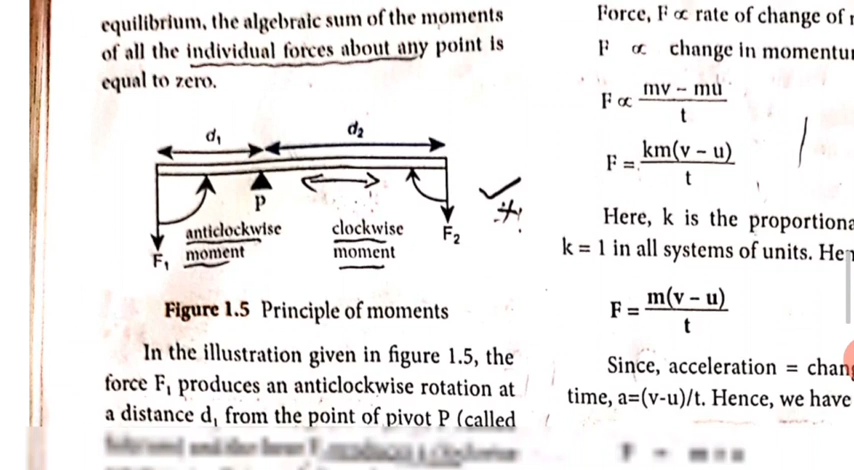 equilibrium, the algebraic sum of the moments
of all the individual forces about any point is
equal to zero.
d₁
d₂
P
F₁
anticlockwise
moment
clockwise
moment
F₂
Figure 1.5 Principle of moments
In the illustration given in figure 1.5, the
force F₁ produces an anticlockwise rotation at
a distance d₁ from the point of pivot P (called
Force, F ∝ rate of change of
F ∝ change in
F ∝ mv – mu
t
F = km(v – u)
t
Here, k is the
k = 1 in all systems of units.
F = m(v – u)
t
Since, acceleration =
time, a=(v-u)/t. Hence, we have